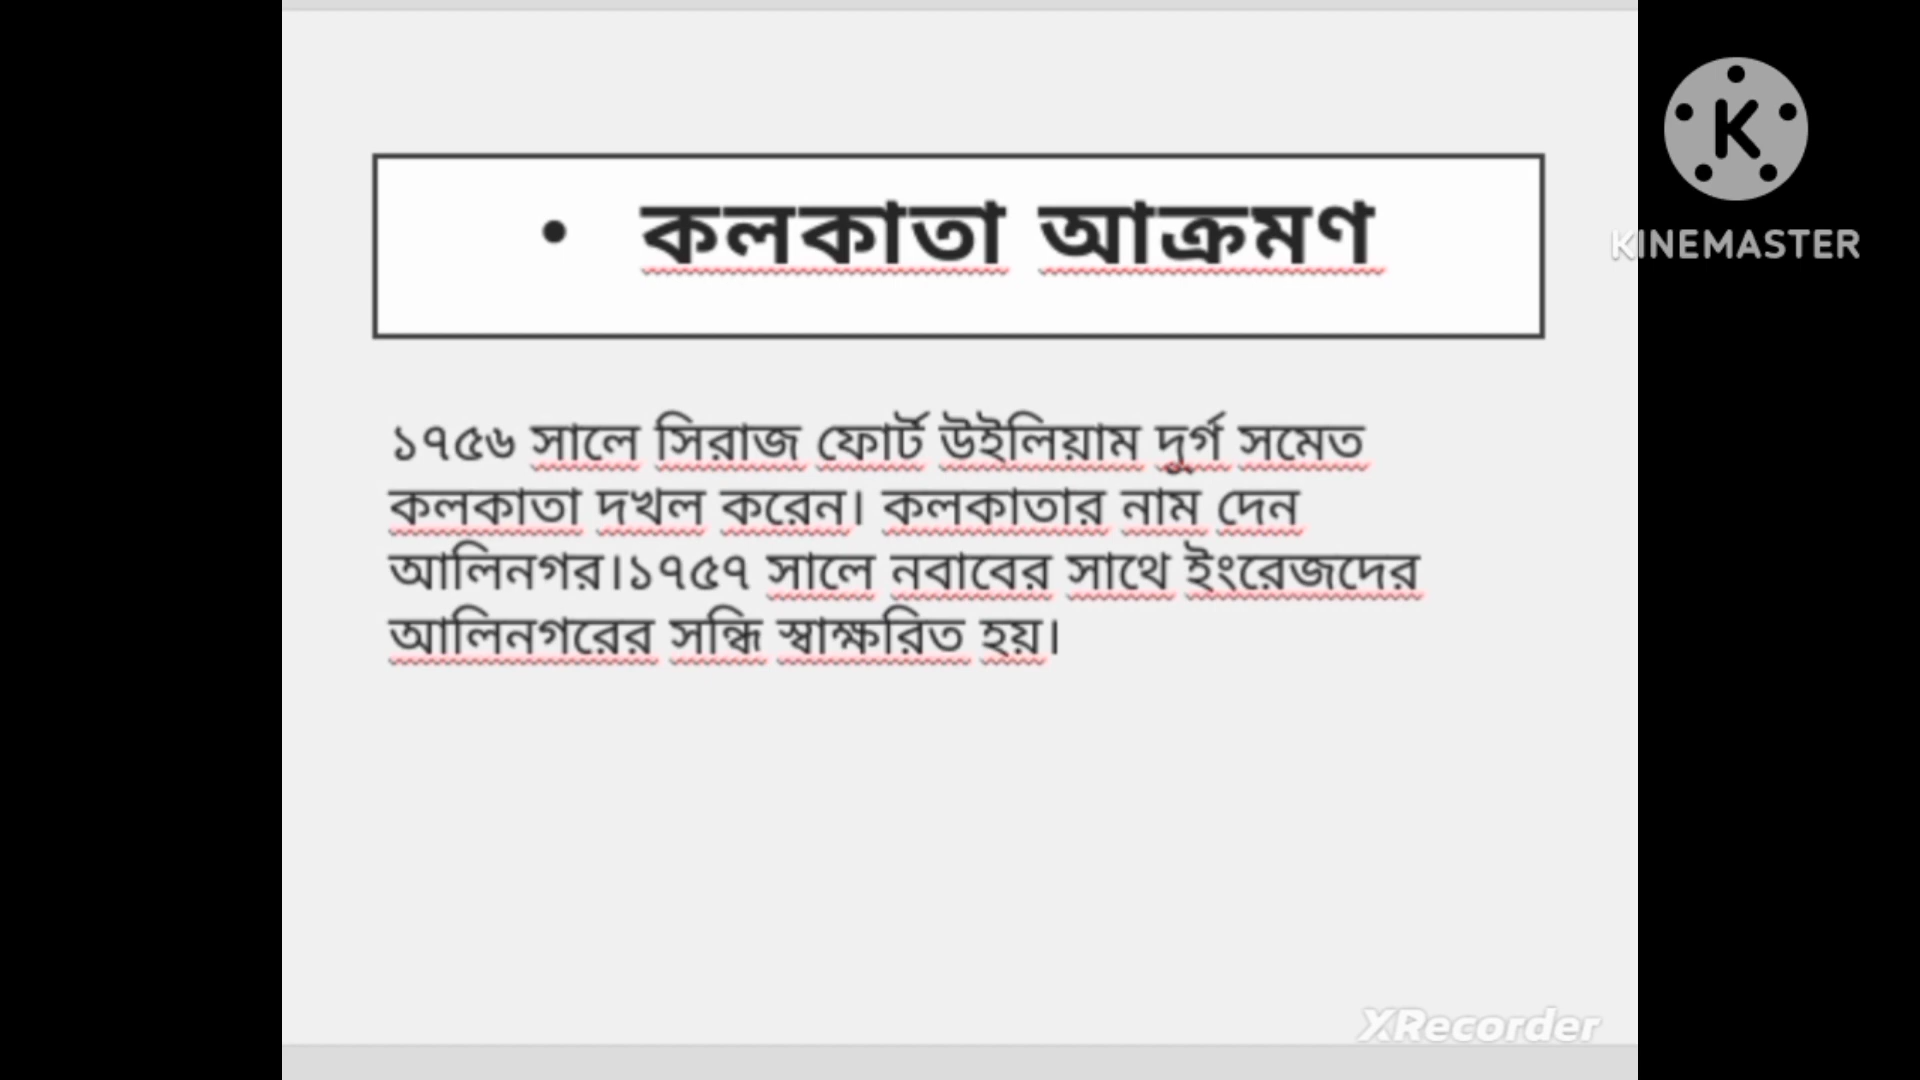 • কলকাতা আক্রমণ
KINEMASTER
১৭৫৬ সালে সিরাজ ফোর্ট উইলিয়াম দুর্গ সমেত
কলকাতা দখল করেন। কলকাতার নাম দেন
আলিনগর।১৭৫৭ সালে নবাবের সাথে ইংরেজদের
আলিনগরের সন্ধি স্বাক্ষরিত হয়।
XRecorder